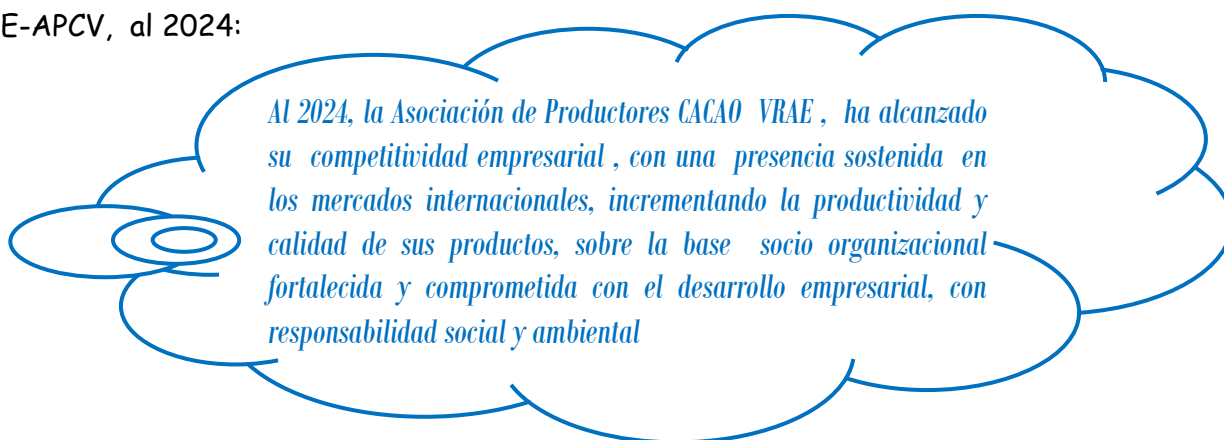 E-APCV, al 2024:
Al 2024, la Asociación de Productores CACAO VRAE , ha alcanzado
su competitividad empresarial , con una presencia sostenida en
los mercados internacionales, incrementando la productividad y
calidad de sus productos, sobre la base socio organizacional
fortalecida y comprometida con el desarrollo empresarial, con
responsabilidad social y ambiental